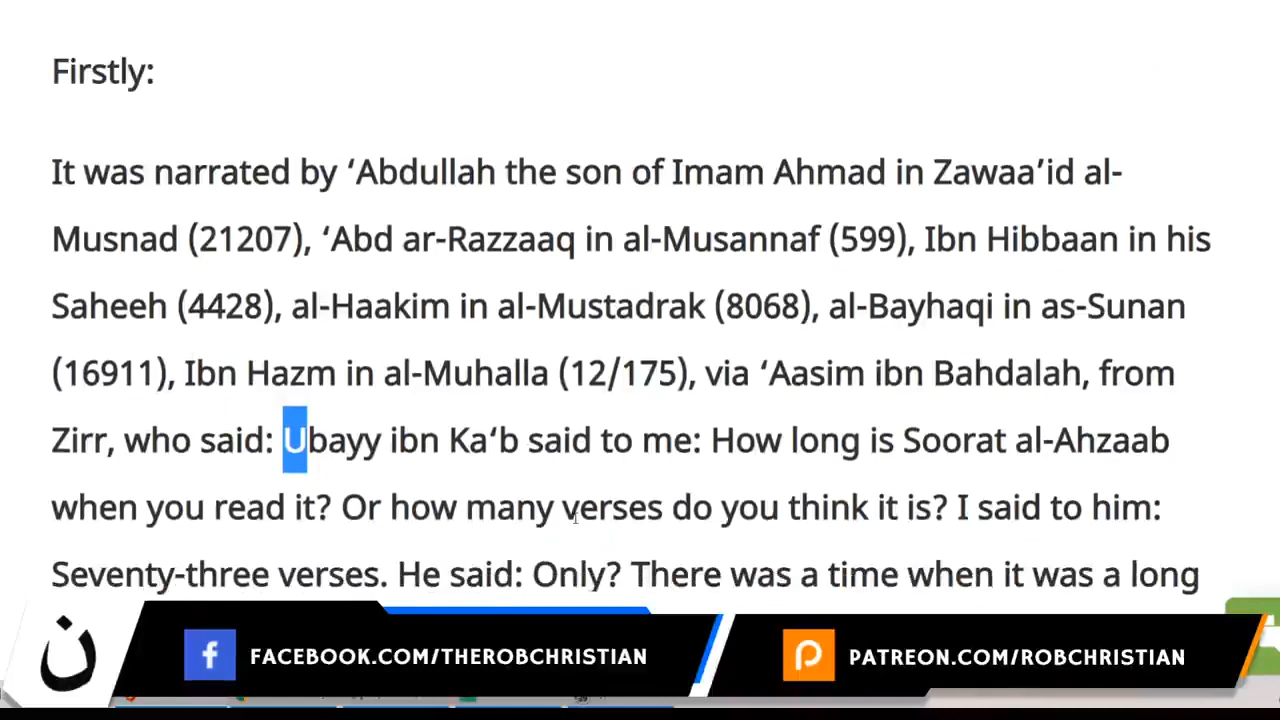 Firstly:
It was narrated by ‘Abdullah the son of Imam Ahmad in Zawaa’id al-
Musnad (21207), ‘Abd ar-Razzaaq in al-Musannaf (599), Ibn Hibbaan in his
Saheeh (4428), al-Haakim in al-Mustadrak (8068), al-Bayhaqi in as-Sunan
(16911), Ibn Hazm in al-Muhalla (12/175), via ‘Aasim ibn Bahdalah, from
Zirr, who said: Ubayy ibn Ka‘b said to me: How long is Soorat al-Ahzaab
when you read it? Or how many verses do you think it is? I said to him:
Seventy-three verses. He said: Only? There was a time when it was a long
ن
FACEBOOK.COM/THEROBCHRISTIAN
PATREON.COM/ROBCHRISTIAN